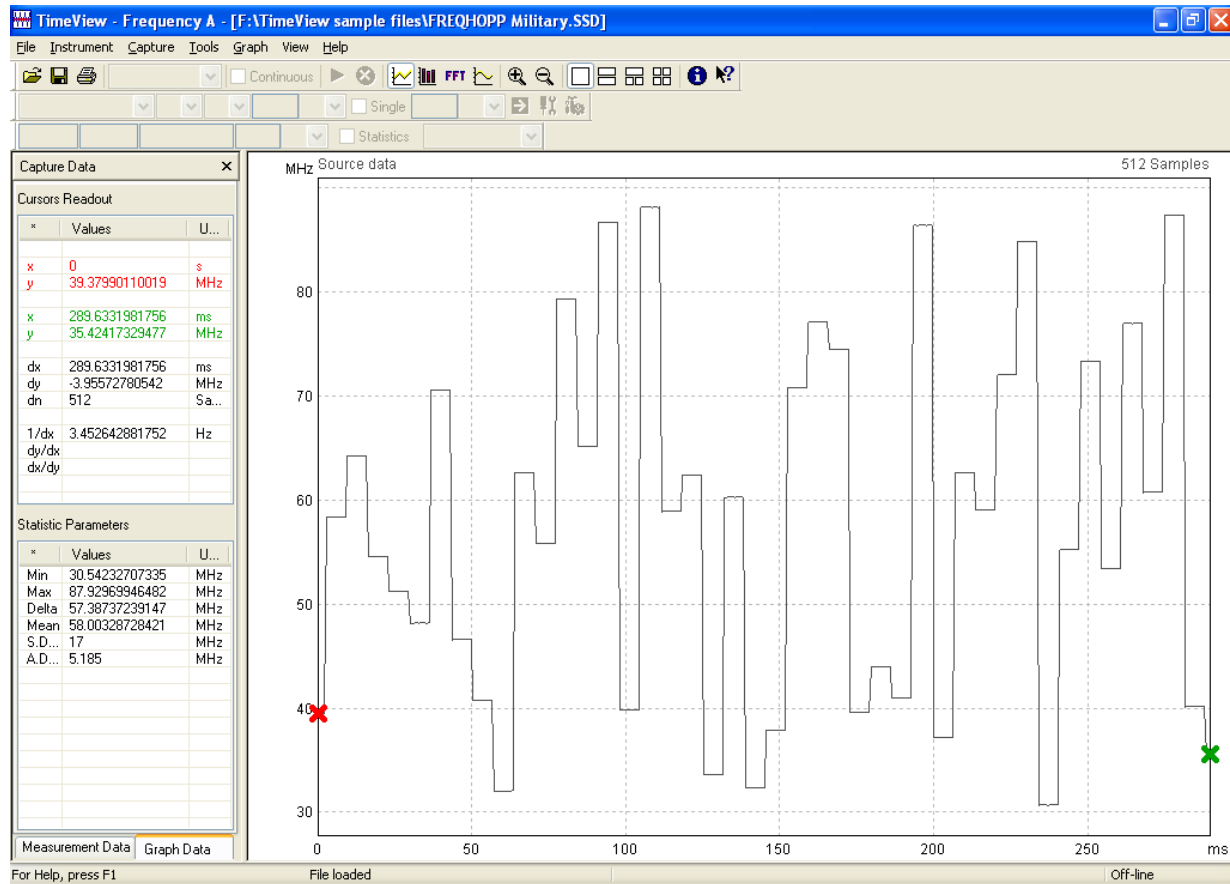 TimeView - Frequency A - [F:\TimeView sample files\FREQHOPP Military.SSD]
File Instrument Capture Tools Graph View Help
Continuous FFT
Single
Statistics
Capture Data
Cursors Readout
* Values U...
x 0 s
y 39.37990110019 MHz
x 289.6331981756 ms
y 35.42417329477 MHz
dx 289.6331981756 ms
dy -3.95572780542 MHz
dn 512 Sa...
1/dx 3.452642881752 Hz
dy/dx
dx/dy
Statistic Parameters
* Values U...
Min 30.54232707335 MHz
Max 87.92969946482 MHz
Delta 57.38737239147 MHz
Mean 58.00328728421 MHz
S.D... 17 MHz
A.D... 5.185 MHz
Measurement Data Graph Data
MHz Source data 512 Samples
80
70
60
50
40
30
0 50 100 150 200 250 ms
For Help, press F1 File loaded Off-line